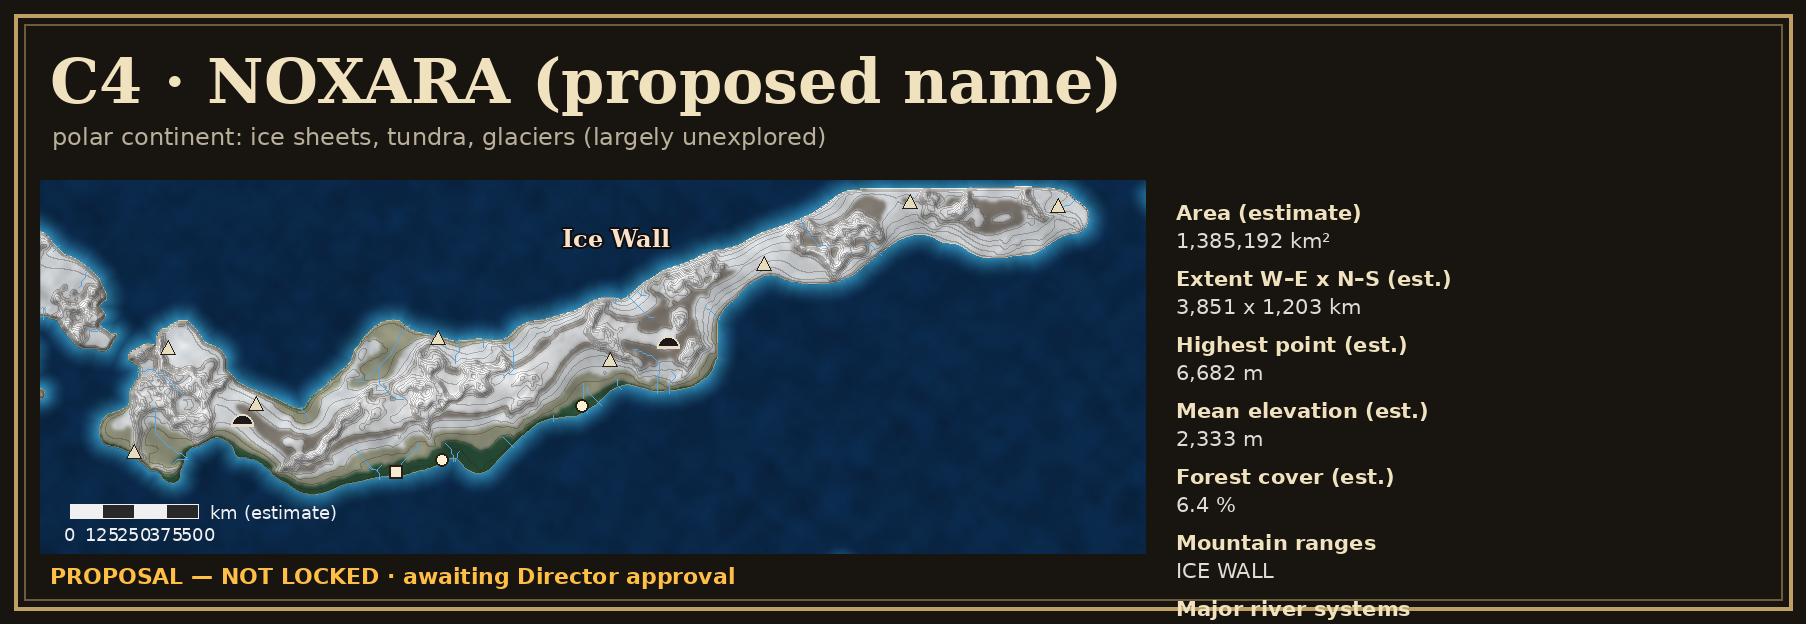 C4 · NOXARA (proposed name)
polar continent: ice sheets, tundra, glaciers (largely unexplored)
Ice Wall
km (estimate)
0 125250375500
PROPOSAL — NOT LOCKED · awaiting Director approval
Area (estimate)
1,385,192 km²
Extent W–E x N–S (est.)
3,851 x 1,203 km
Highest point (est.)
6,682 m
Mean elevation (est.)
2,333 m
Forest cover (est.)
6.4 %
Mountain ranges
ICE WALL
Major river systems